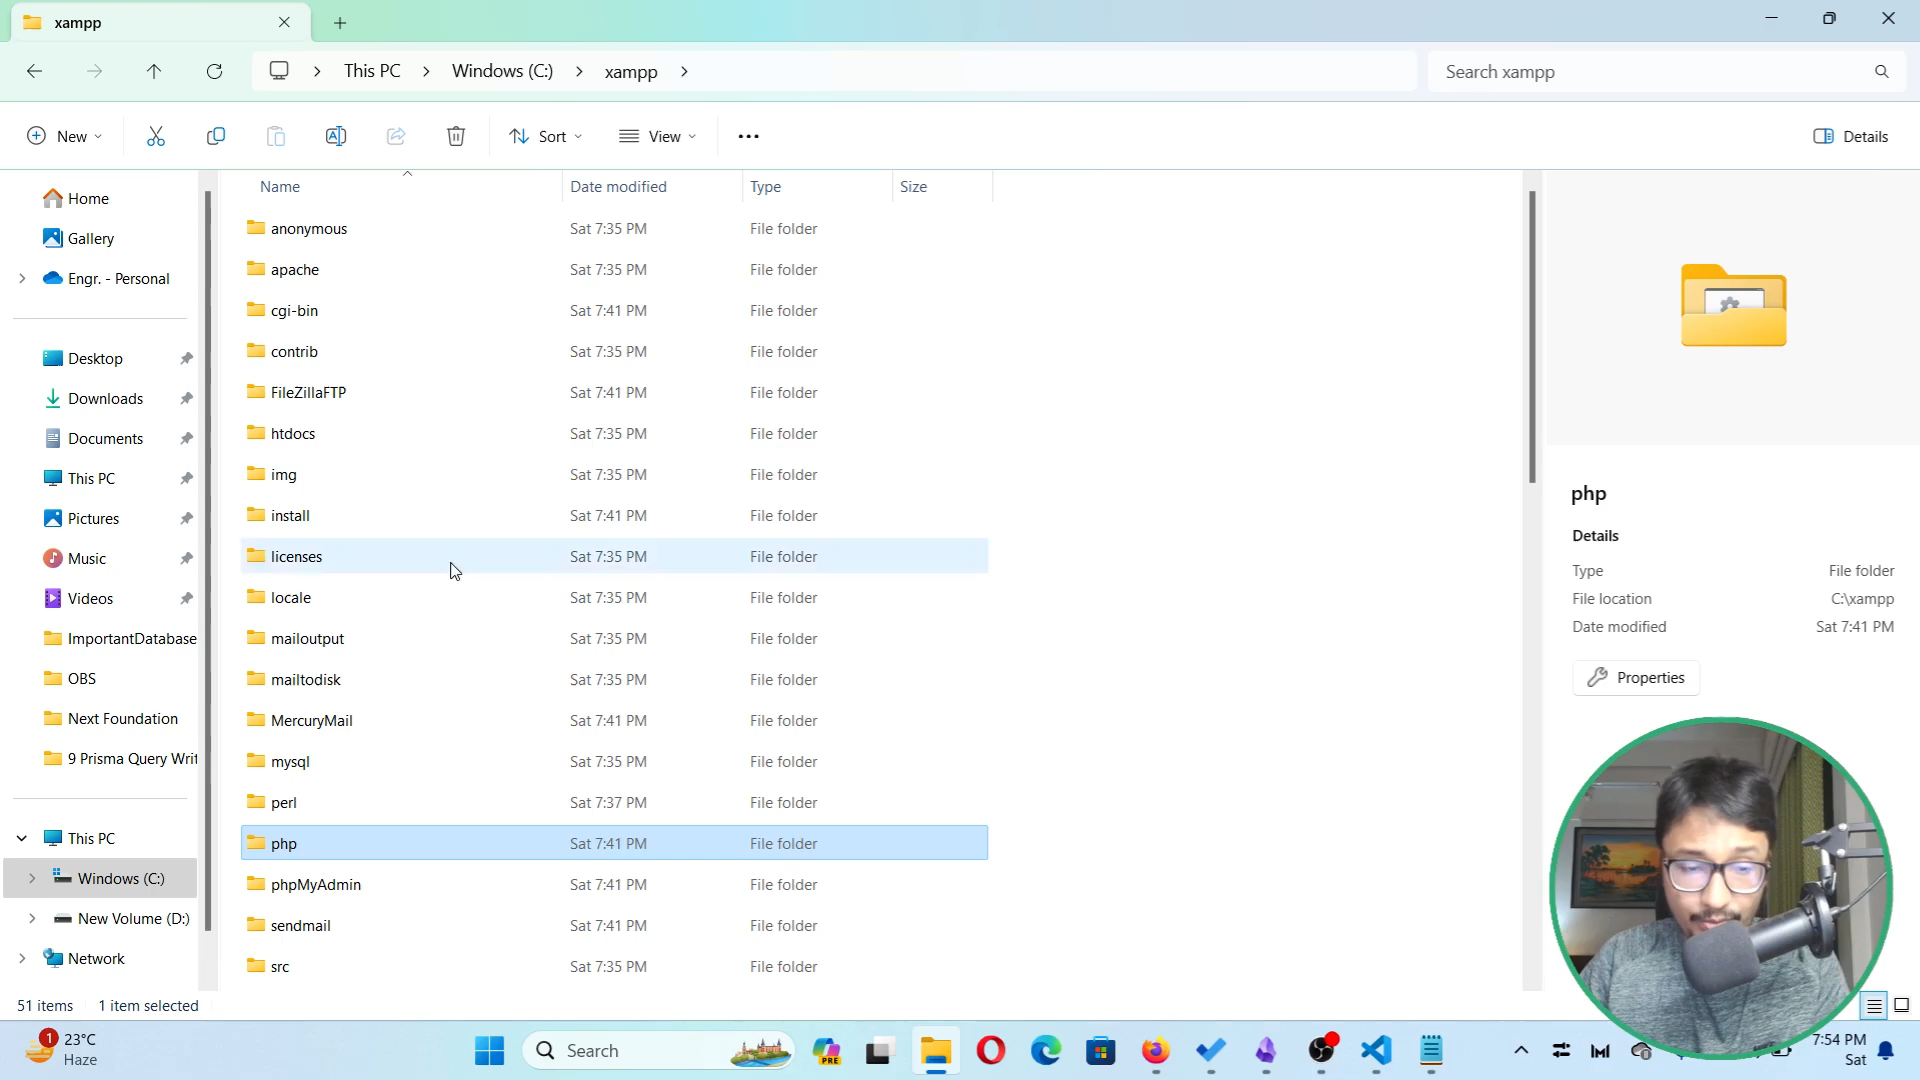 xampp
This PC
Windows (C:)
xampp
Search xampp
New
Sort
View
Details
Home
Gallery
Engr. - Personal
Desktop
Downloads
Documents
This PC
Pictures
Music
Videos
ImportantDatabase
OBS
Next Foundation
9 Prisma Query Writ
This PC
Windows (C:)
New Volume (D:)
Network
Name Date modified Type Size
anonymous Sat 7:35 PM File folder
apache Sat 7:35 PM File folder
cgi-bin Sat 7:41 PM File folder
contrib Sat 7:35 PM File folder
FileZillaFTP Sat 7:41 PM File folder
htdocs Sat 7:35 PM File folder
img Sat 7:35 PM File folder
install Sat 7:41 PM File folder
licenses Sat 7:35 PM File folder
locale Sat 7:35 PM File folder
mailoutput Sat 7:35 PM File folder
mailtodisk Sat 7:35 PM File folder
MercuryMail Sat 7:41 PM File folder
mysql Sat 7:35 PM File folder
perl Sat 7:37 PM File folder
php Sat 7:41 PM File folder
phpMyAdmin Sat 7:41 PM File folder
sendmail Sat 7:41 PM File folder
src Sat 7:35 PM File folder
php
Details
Type File folder
File location C:\xampp
Date modified Sat 7:41 PM
Properties
51 items 1 item selected
1
23°C
Haze
Search
PRE
7:54 PM
Sat